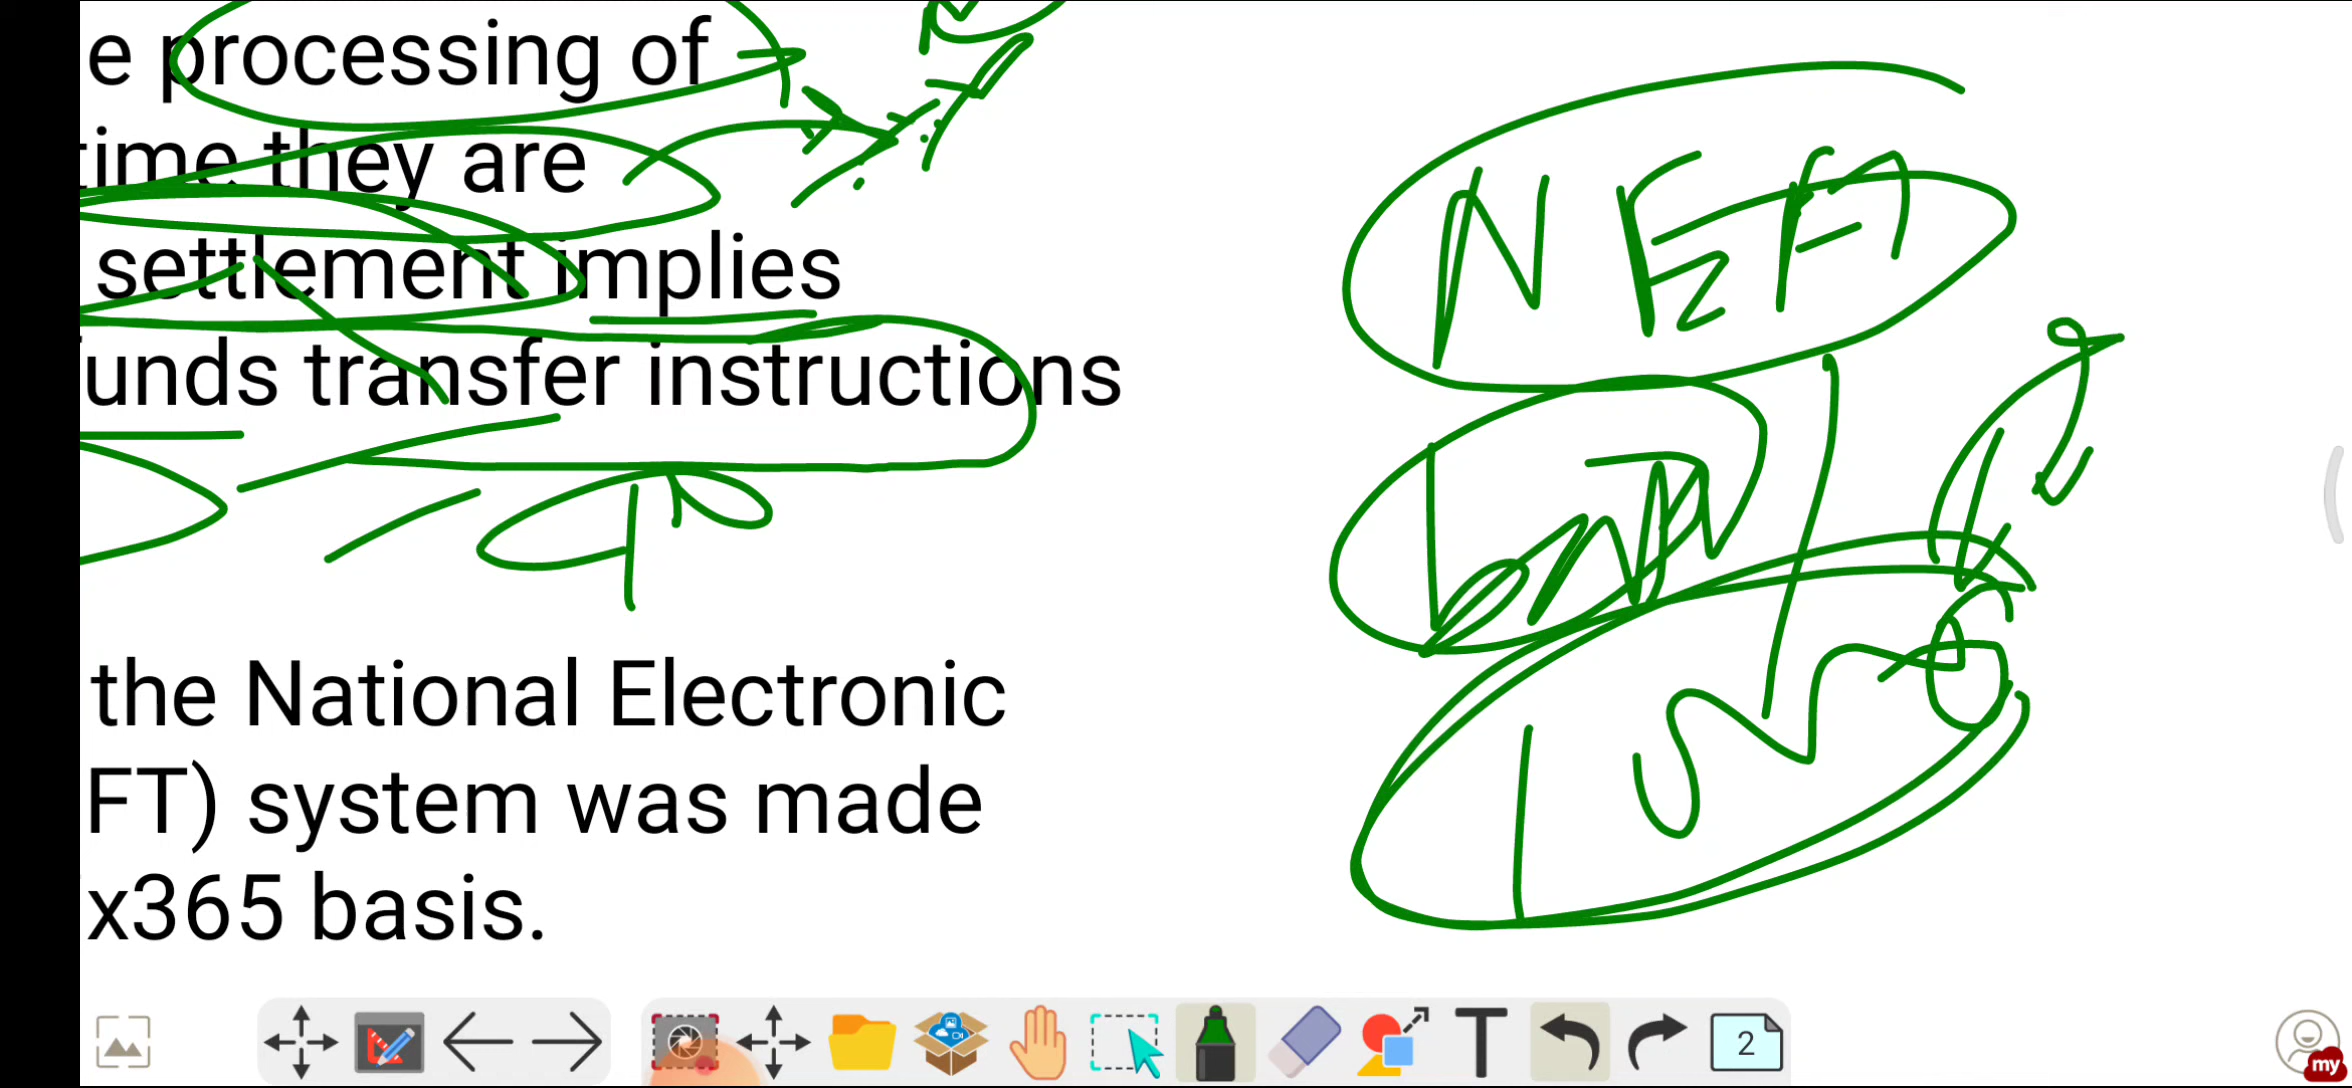 e processing of
time they are
settlement implies
unds transfer instructions
NEFT
the National Electronic
FT) system was made
x365 basis.
2
my